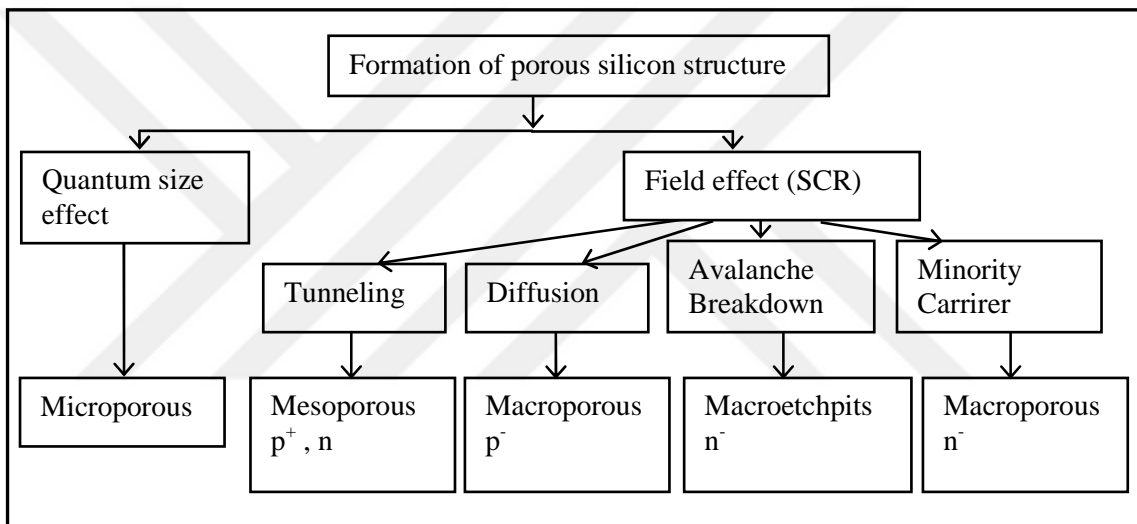 Formation of porous silicon structure
Quantum size
effect
Field effect (SCR)
Tunneling
Diffusion
Avalanche
Breakdown
Minority
Carrirer
Microporous
Mesoporous
p⁺ , n
Macroporous
p⁻
Macroetchpits
n⁻
Macroporous
n⁻